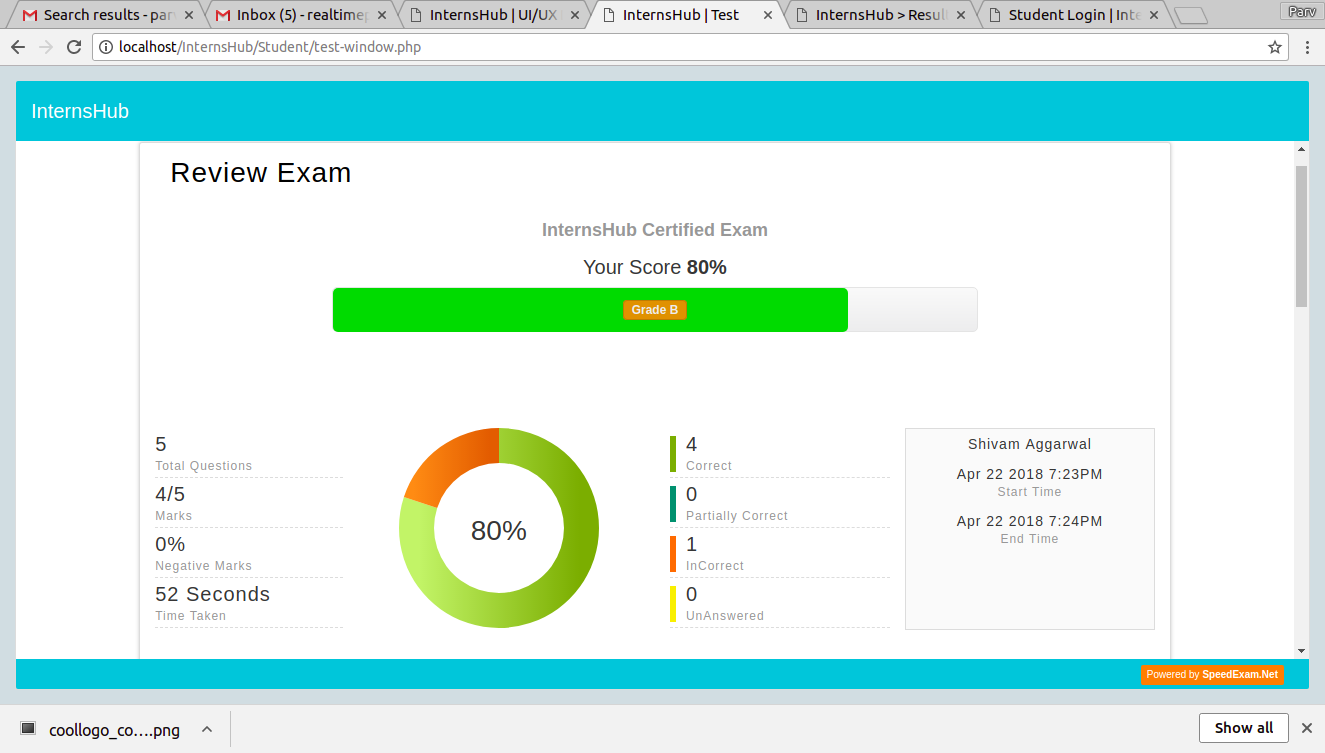 Search results - par
Inbox (5) - realtimep
InternsHub | UI/UX
InternsHub | Test
InternsHub > Resul
Student Login | Inte
Parv
localhost/InternsHub/Student/test-window.php
InternsHub
Review Exam
InternsHub Certified Exam
Your Score 80%
Grade B
5
Total Questions
4/5
Marks
0%
Negative Marks
52 Seconds
Time Taken
80%
4
Correct
0
Partially Correct
1
InCorrect
0
UnAnswered
Shivam Aggarwal
Apr 22 2018 7:23PM
Start Time
Apr 22 2018 7:24PM
End Time
Powered by SpeedExam.Net
coollogo_co....png
Show all